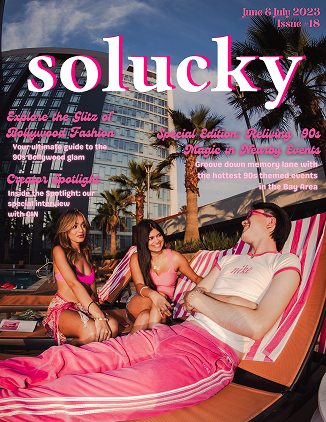 June & July 2023
Issue #18
solucky
Explore the Glitz of
Bollywood Fashion
Your ultimate guide to the
90s Bollywood glam
Special Edition: Reliving '90s
Magic in Nearby Events
Groove down memory lane with
the hottest 90s themed events
in the Bay Area
Creator Spotlight
Inside the Spotlight: our
special interview
with